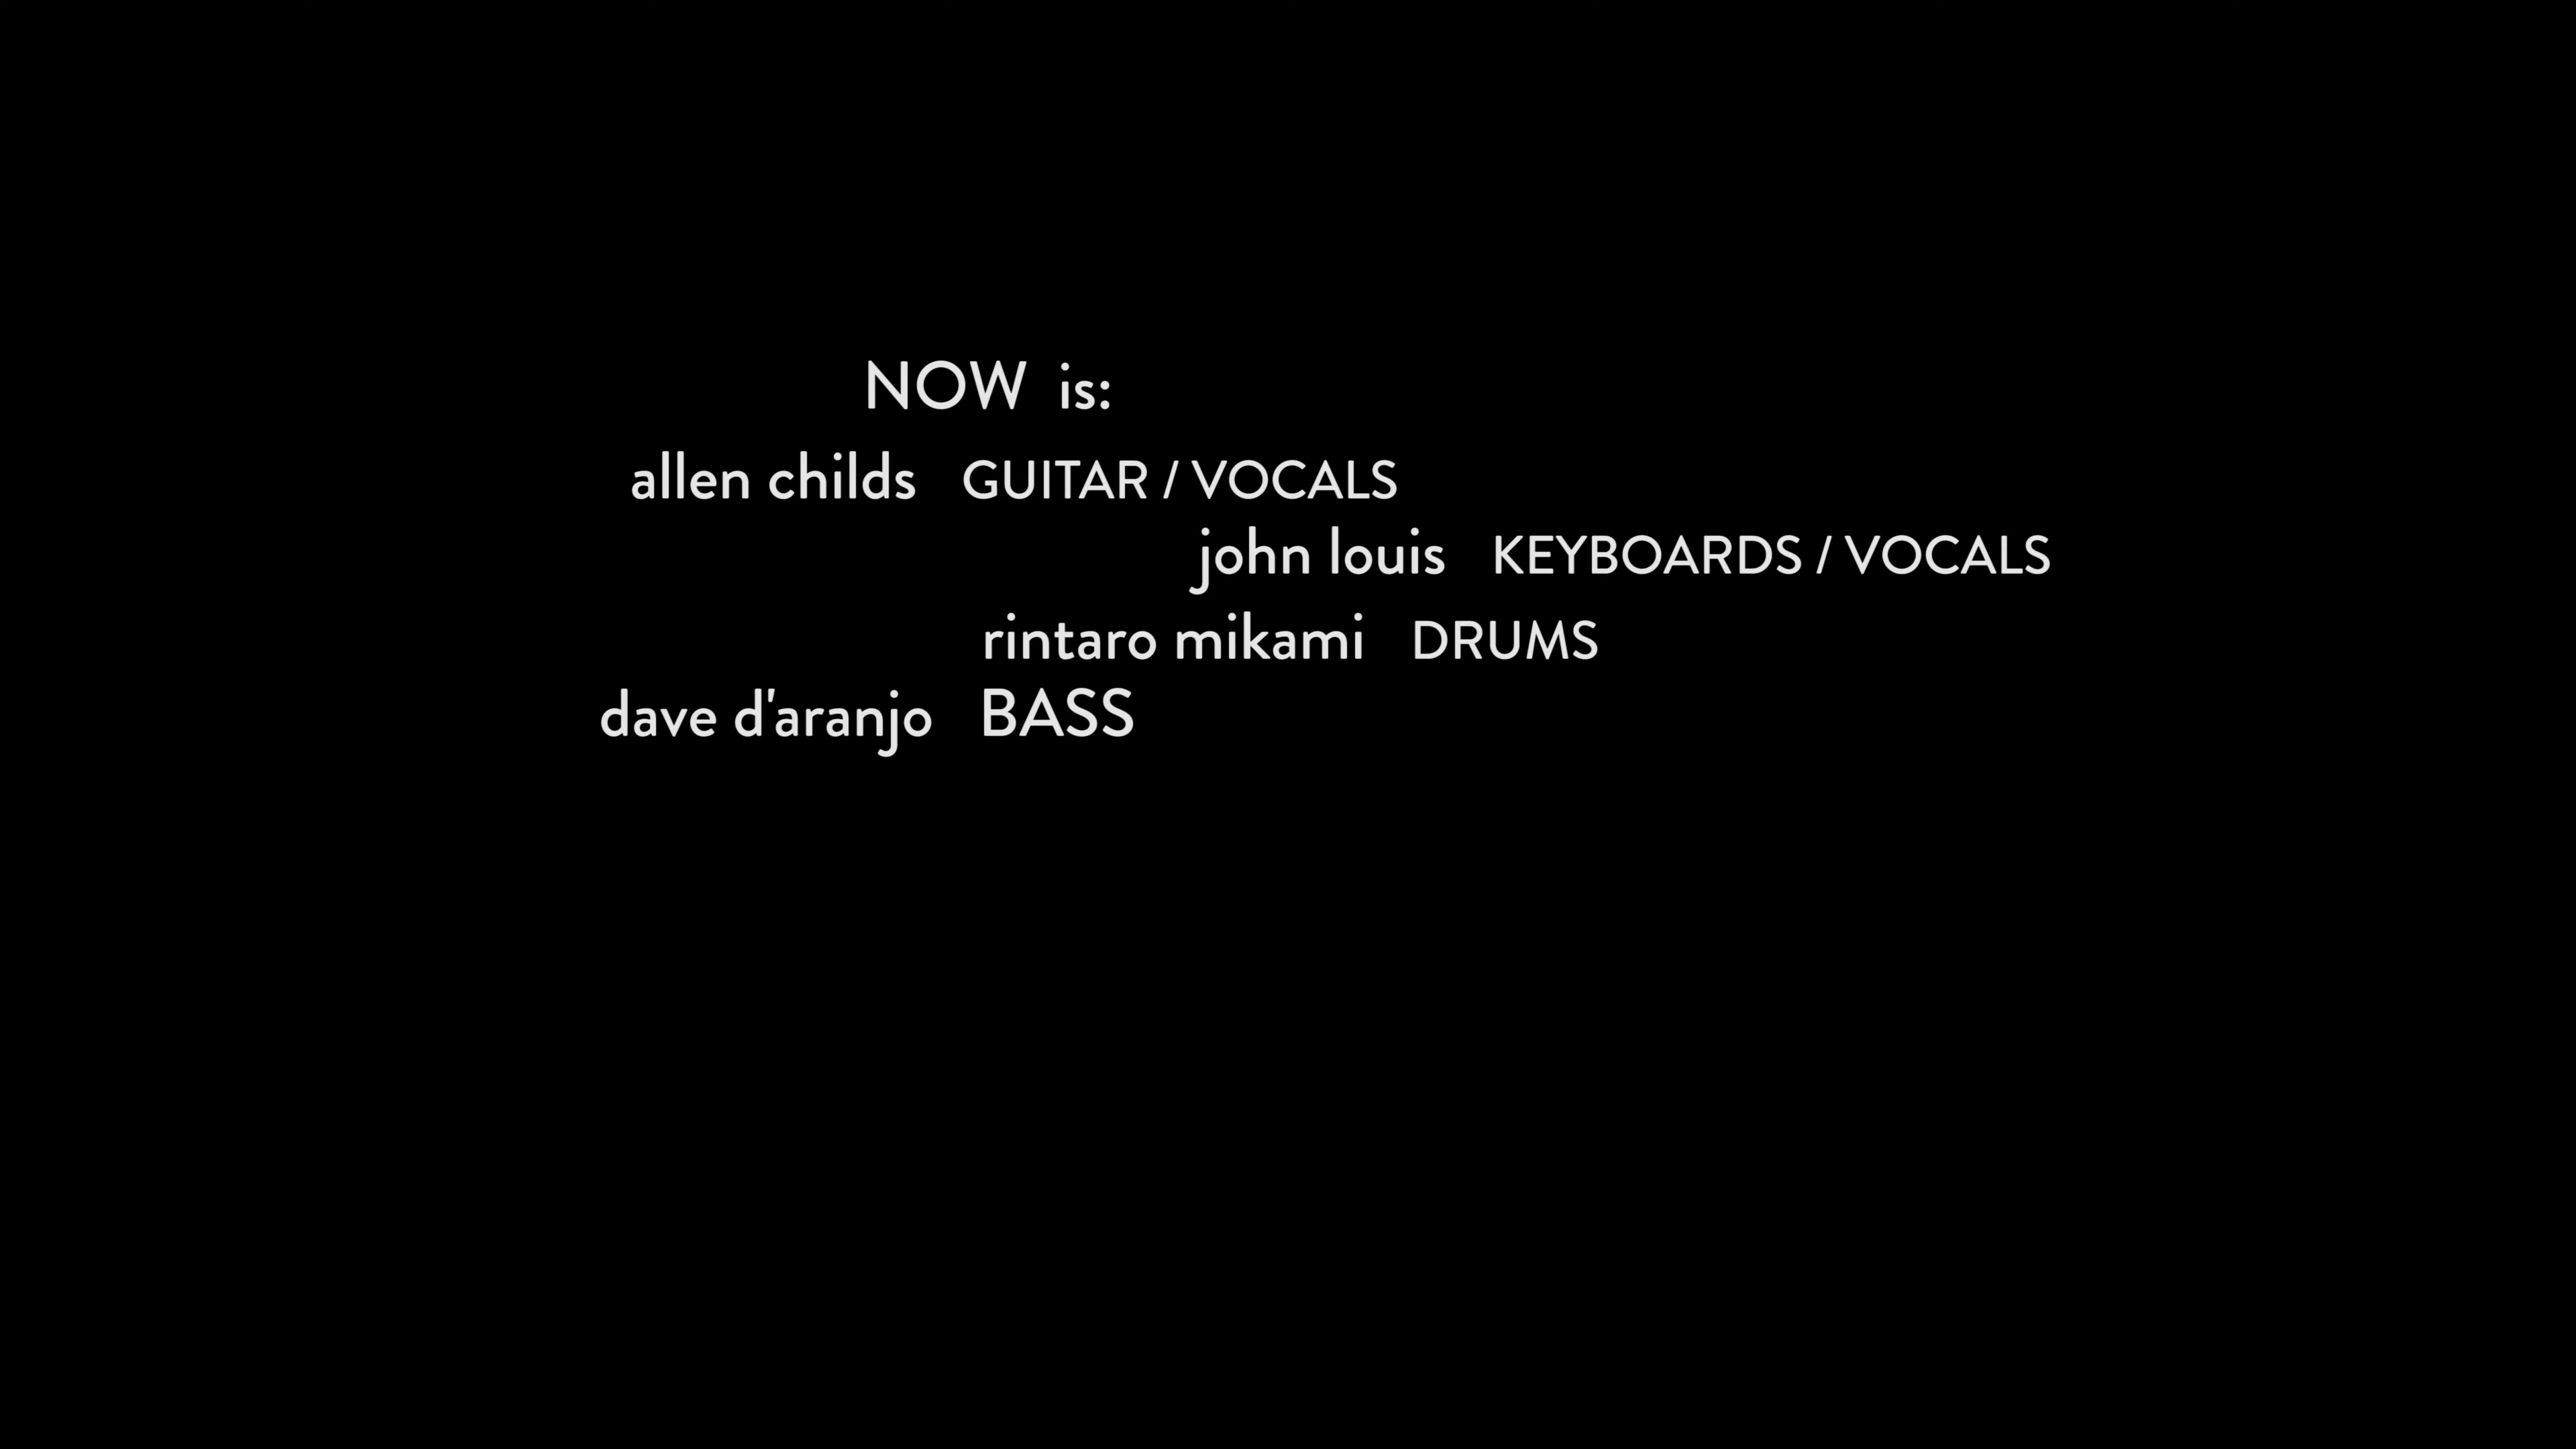 NOW is:
allen childs GUITAR / VOCALS
john louis KEYBOARDS / VOCALS
rintaro mikami DRUMS
dave d'aranjo BASS